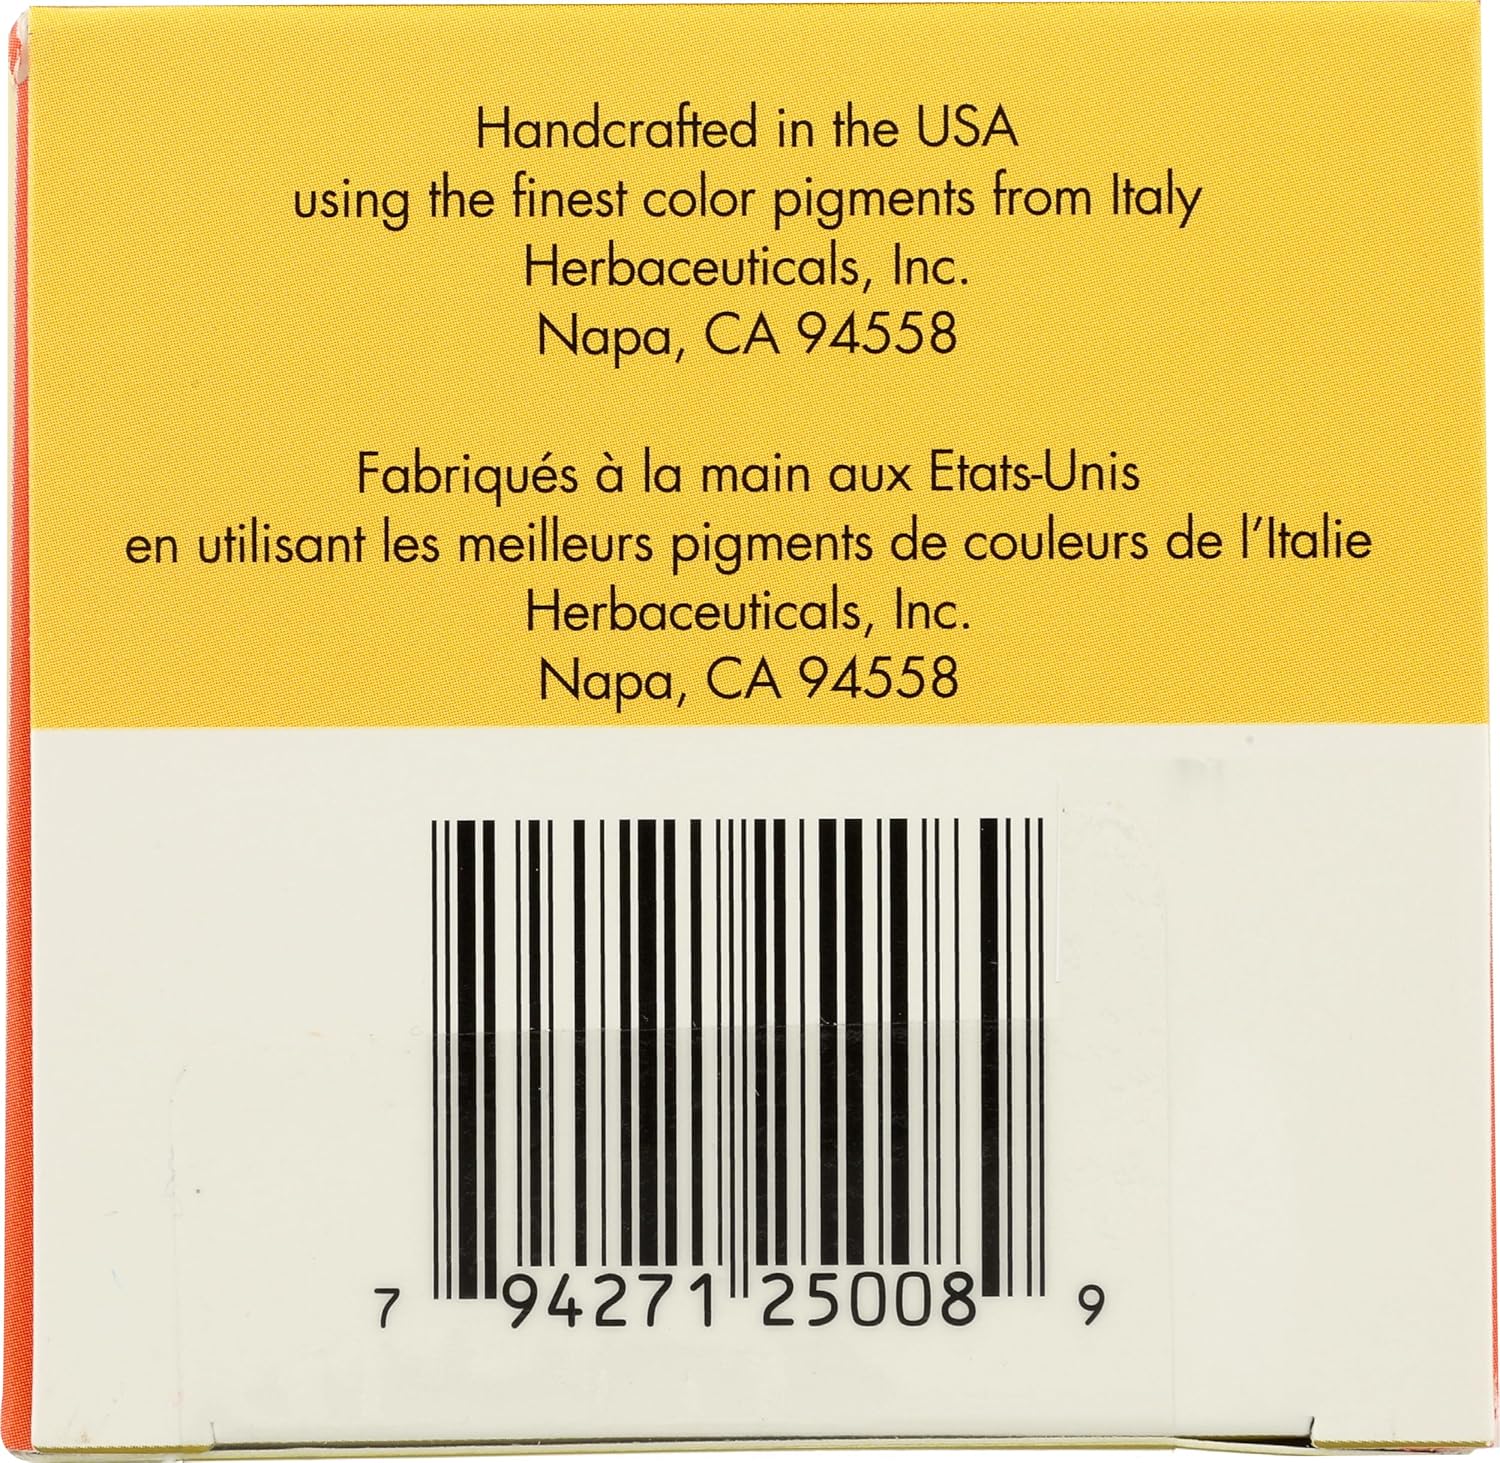 Handcrafted in the USA
using the finest color pigments from Italy
Herbaceuticals, Inc.
Napa, CA 94558
Fabriqués à la main aux Etats-Unis
en utilisant les meilleurs pigments de couleurs de l'Italie
Herbaceuticals, Inc.
Napa, CA 94558
7 94271 25008 9